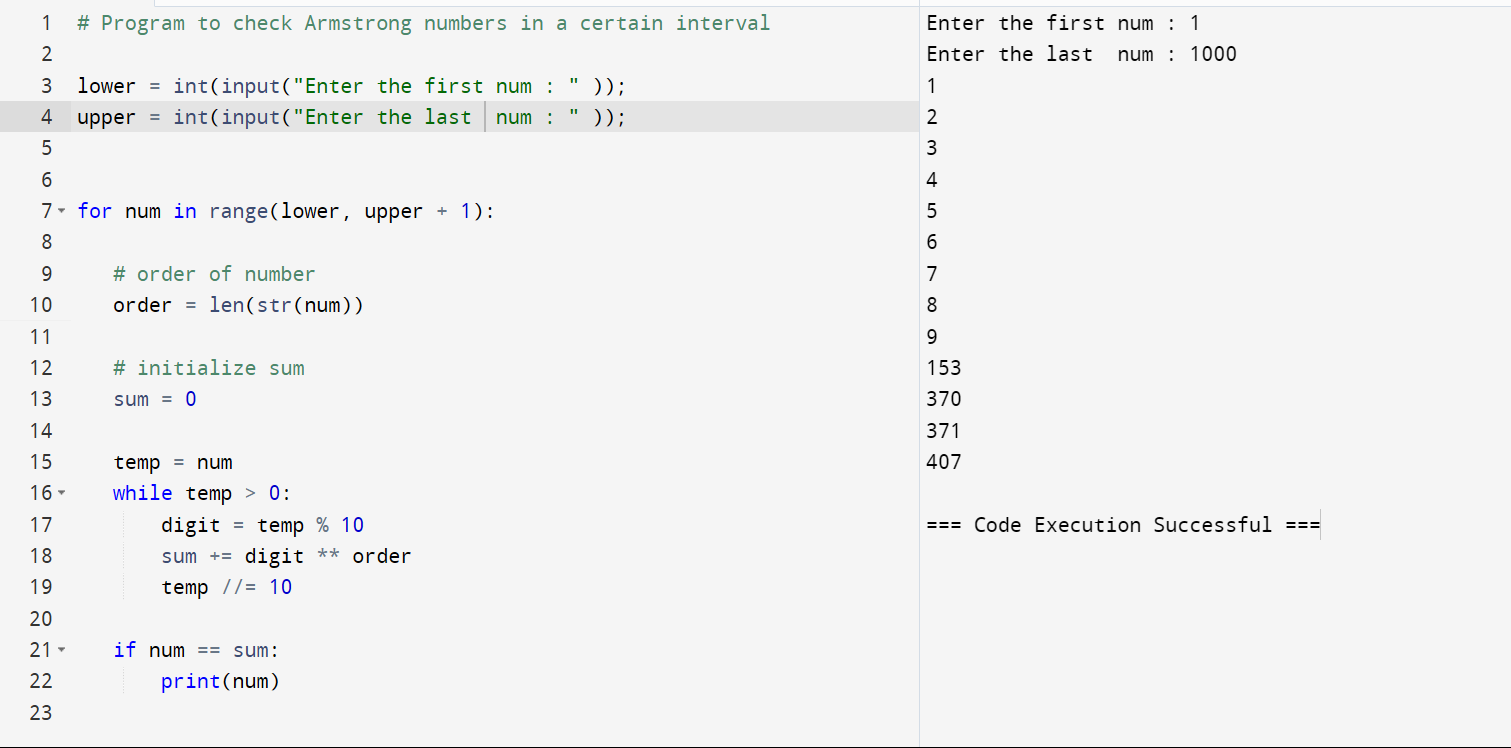 1 # Program to check Armstrong numbers in a certain interval
2
3 lower = int(input("Enter the first num : " ));
4 upper = int(input("Enter the last  num : " ));
5
6
7 for num in range(lower, upper + 1):
8
9    # order of number
10    order = len(str(num))
11
12    # initialize sum
13    sum = 0
14
15    temp = num
16    while temp > 0:
17        digit = temp % 10
18        sum += digit ** order
19        temp //= 10
20
21    if num == sum:
22        print(num)
23
Enter the first num : 1
Enter the last  num : 1000
1
2
3
4
5
6
7
8
9
153
370
371
407
=== Code Execution Successful ===